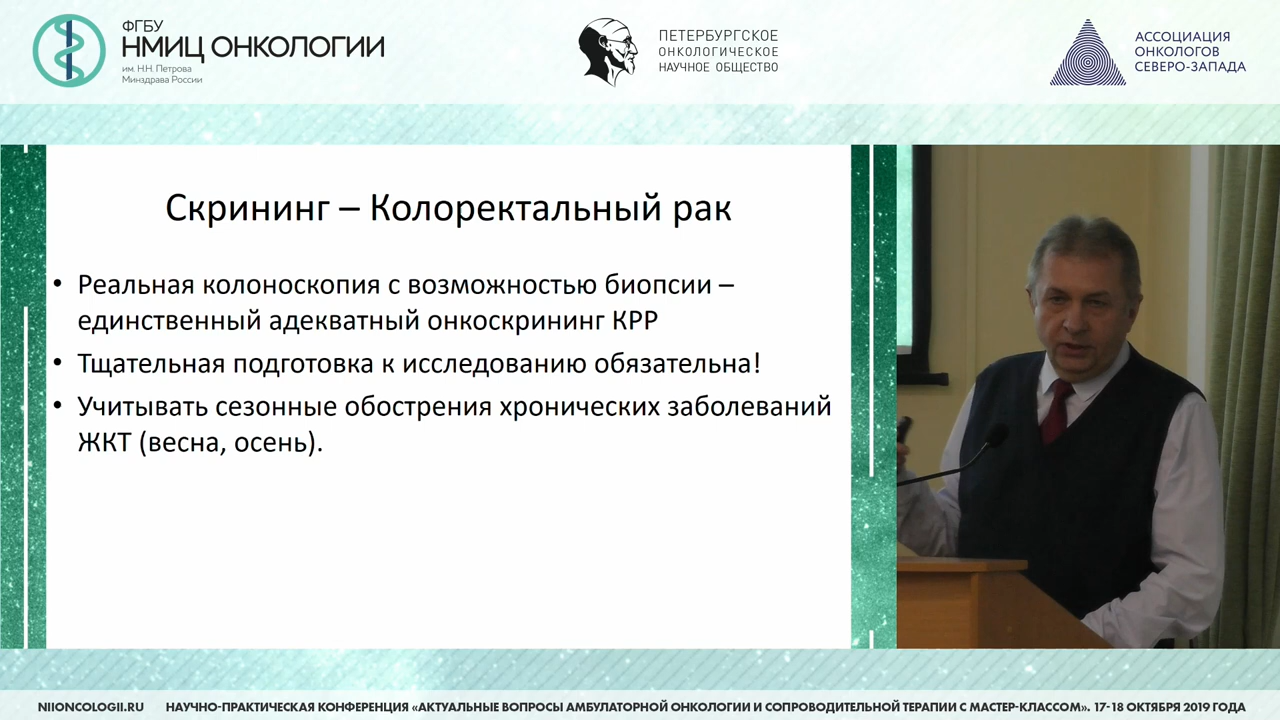 ФГБУ
НМИЦ ОНКОЛОГИИ
им. Н.Н. Петрова
Минздрава России
ПЕТЕРБУРГСКОЕ
ОНКОЛОГИЧЕСКОЕ
НАУЧНОЕ ОБЩЕСТВО
АССОЦИАЦИЯ
ОНКОЛОГОВ
СЕВЕРО-ЗАПАДА
Скрининг – Колоректальный рак
• Реальная колоноскопия с возможностью биопсии –
единственный адекватный онкоскрининг КРР
• Тщательная подготовка к исследованию обязательна!
• Учитывать сезонные обострения хронических заболеваний
ЖКТ (весна, осень).
NIIONCOLOGII.RU НАУЧНО-ПРАКТИЧЕСКАЯ КОНФЕРЕНЦИЯ «АКТУАЛЬНЫЕ ВОПРОСЫ АМБУЛАТОРНОЙ ОНКОЛОГИИ И СОПРОВОДИТЕЛЬНОЙ ТЕРАПИИ С МАСТЕР-КЛАССОМ». 17-18 ОКТЯБРЯ 2019 ГОДА